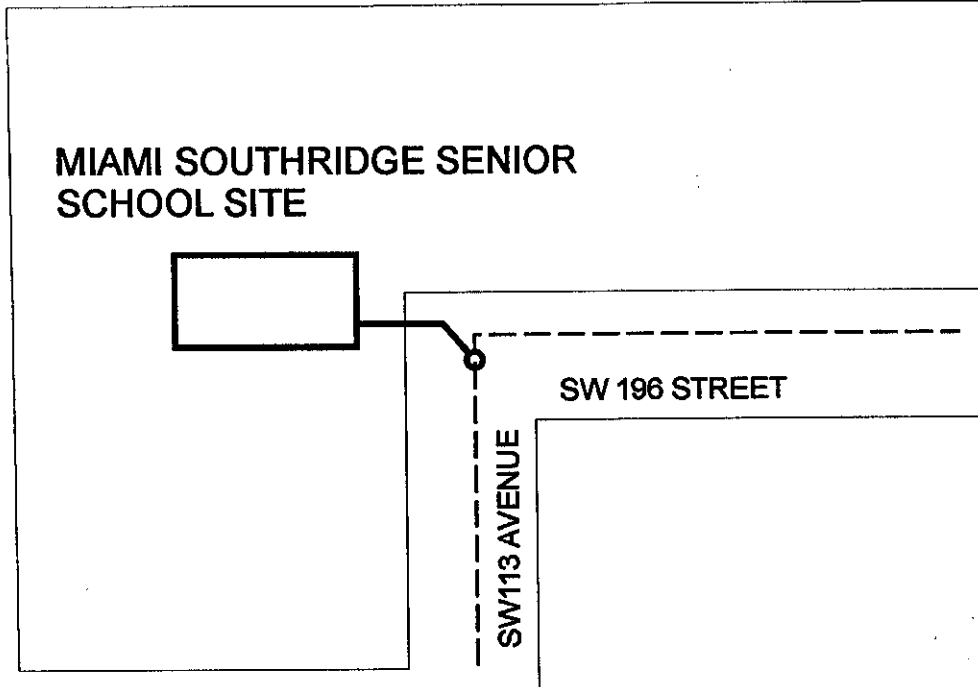 MIAMI SOUTHRIDGE SENIOR
SCHOOL SITE
SW 196 STREET
SW113 AVENUE